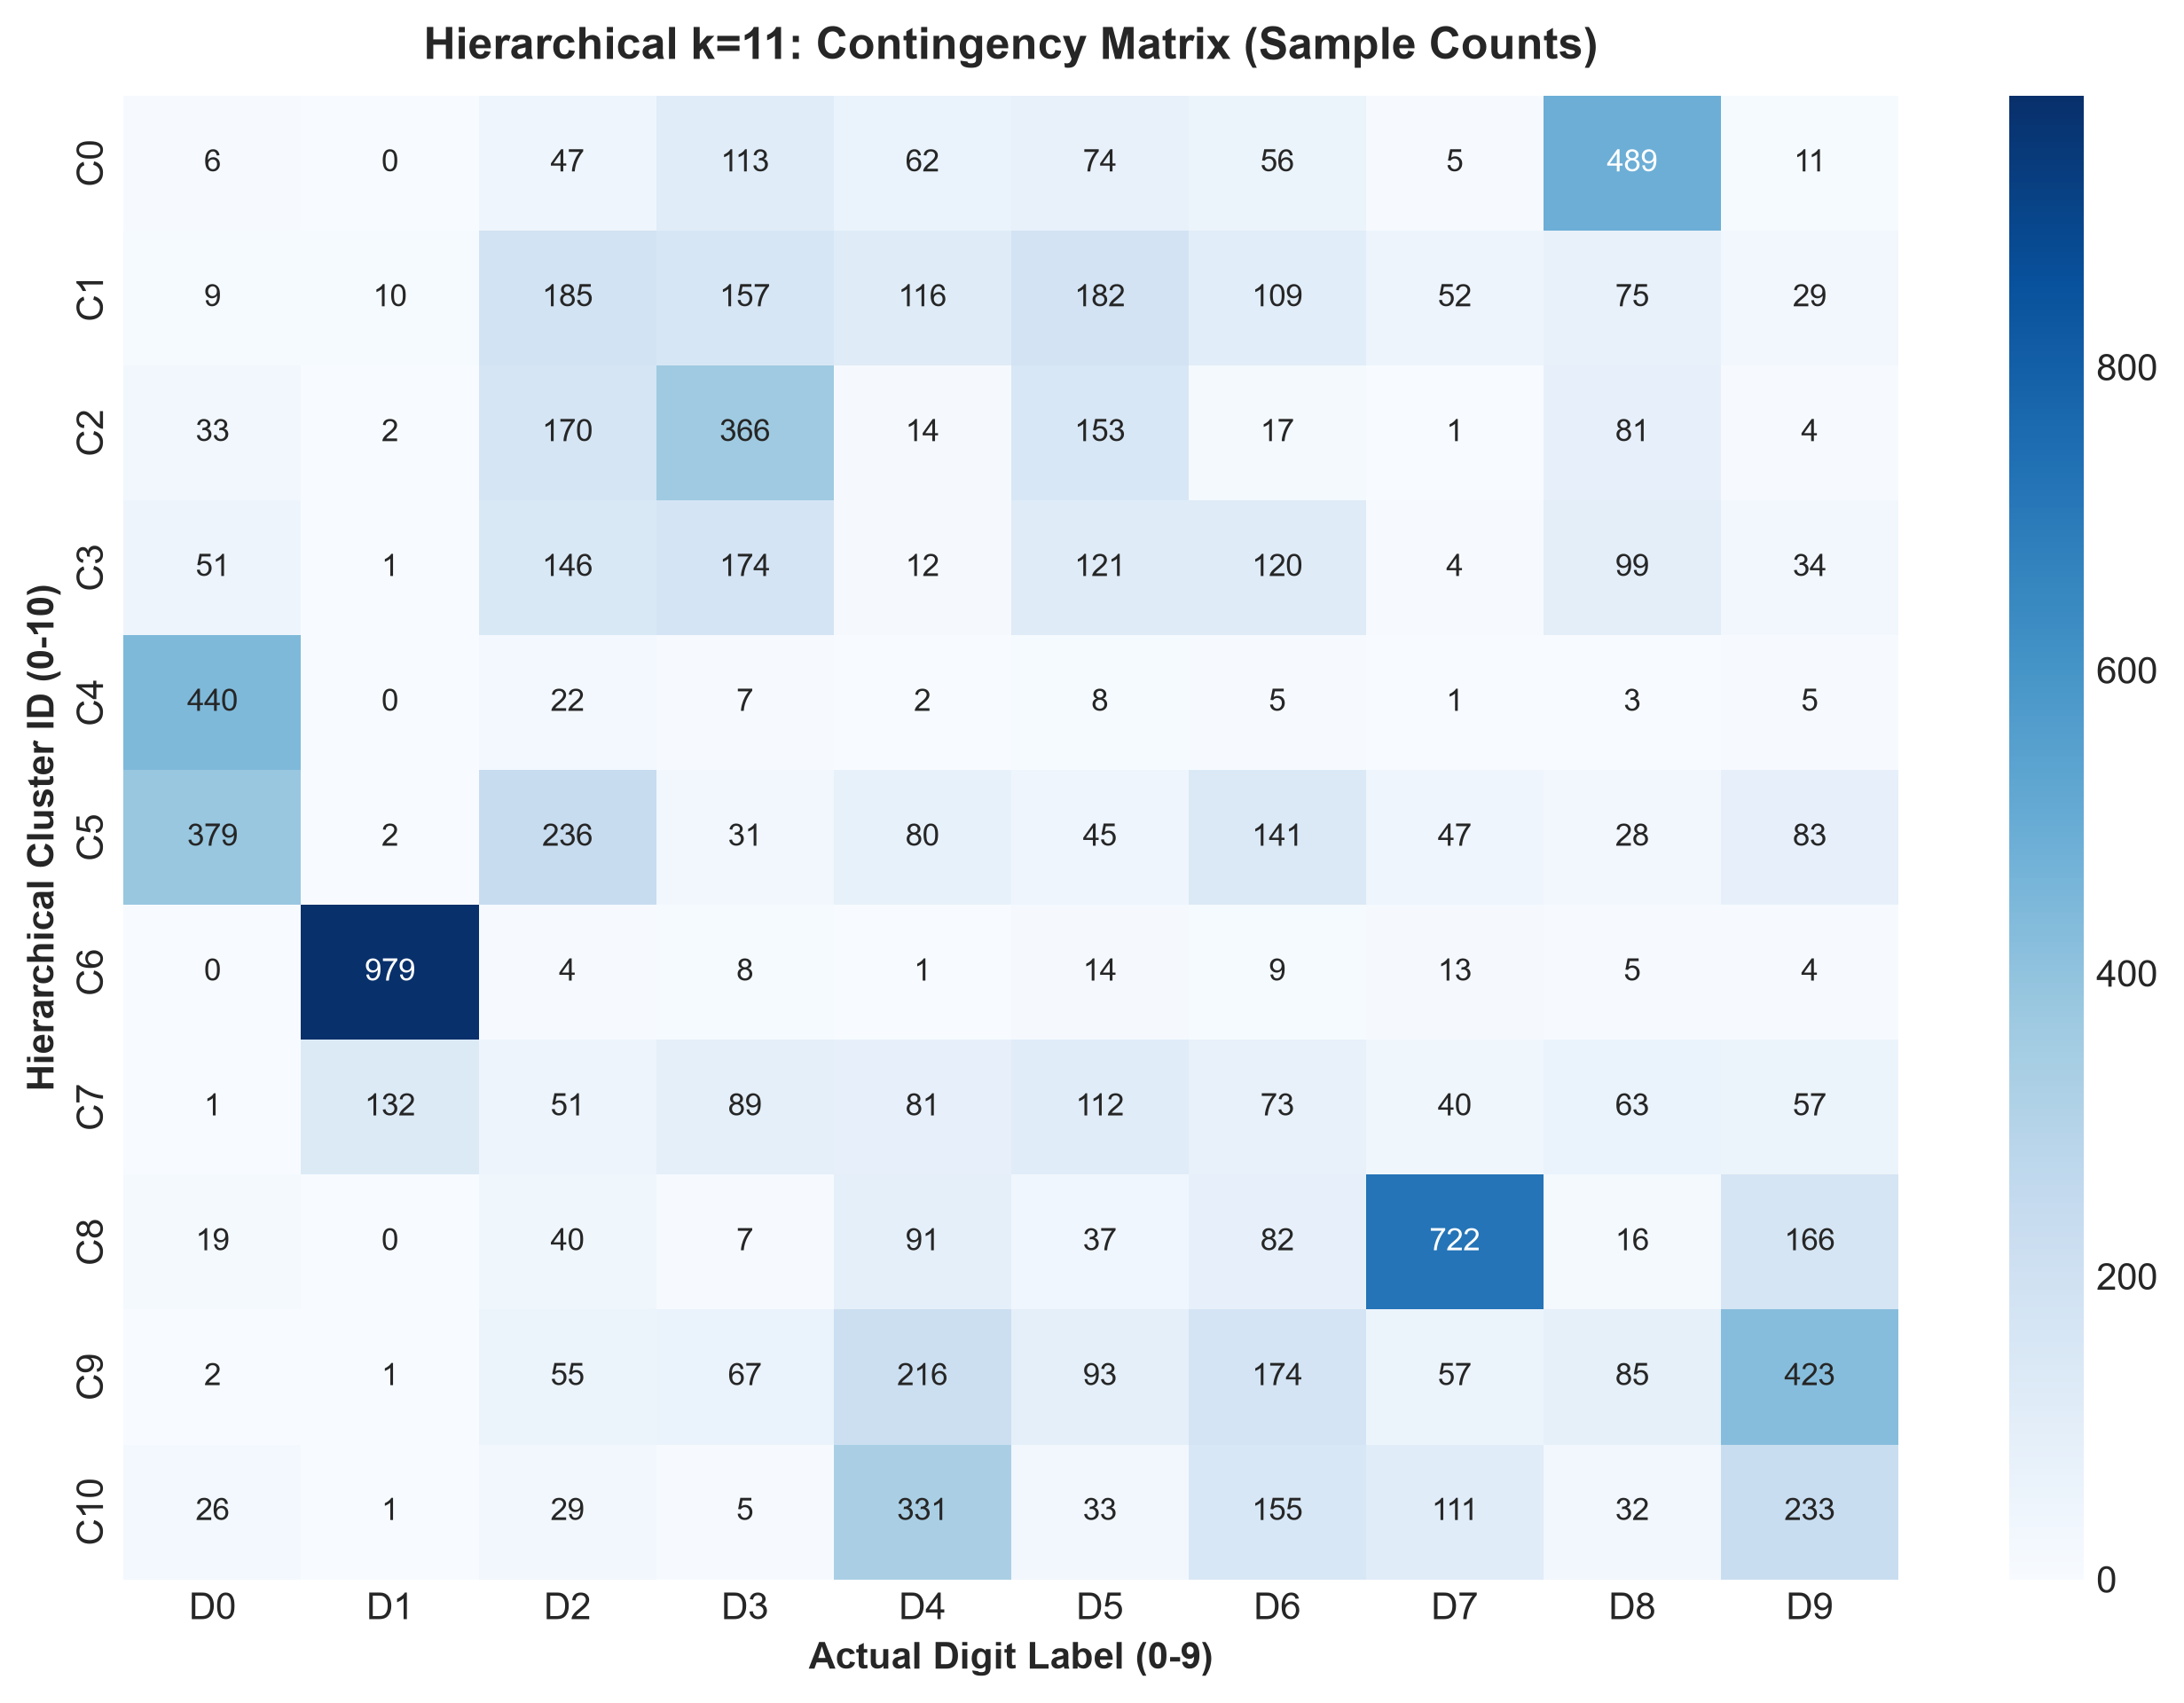 Hierarchical k=11: Contingency Matrix (Sample Counts)
Hierarchical Cluster ID (0-10)
C0 6 0 47 113 62 74 56 5 489 11
C1 9 10 185 157 116 182 109 52 75 29
C2 33 2 170 366 14 153 17 1 81 4
C3 51 1 146 174 12 121 120 4 99 34
C4 440 0 22 7 2 8 5 1 3 5
C5 379 2 236 31 80 45 141 47 28 83
C6 0 979 4 8 1 14 9 13 5 4
C7 1 132 51 89 81 112 73 40 63 57
C8 19 0 40 7 91 37 82 722 16 166
C9 2 1 55 67 216 93 174 57 85 423
C10 26 1 29 5 331 33 155 111 32 233
D0 D1 D2 D3 D4 D5 D6 D7 D8 D9
Actual Digit Label (0-9)
800
600
400
200
0